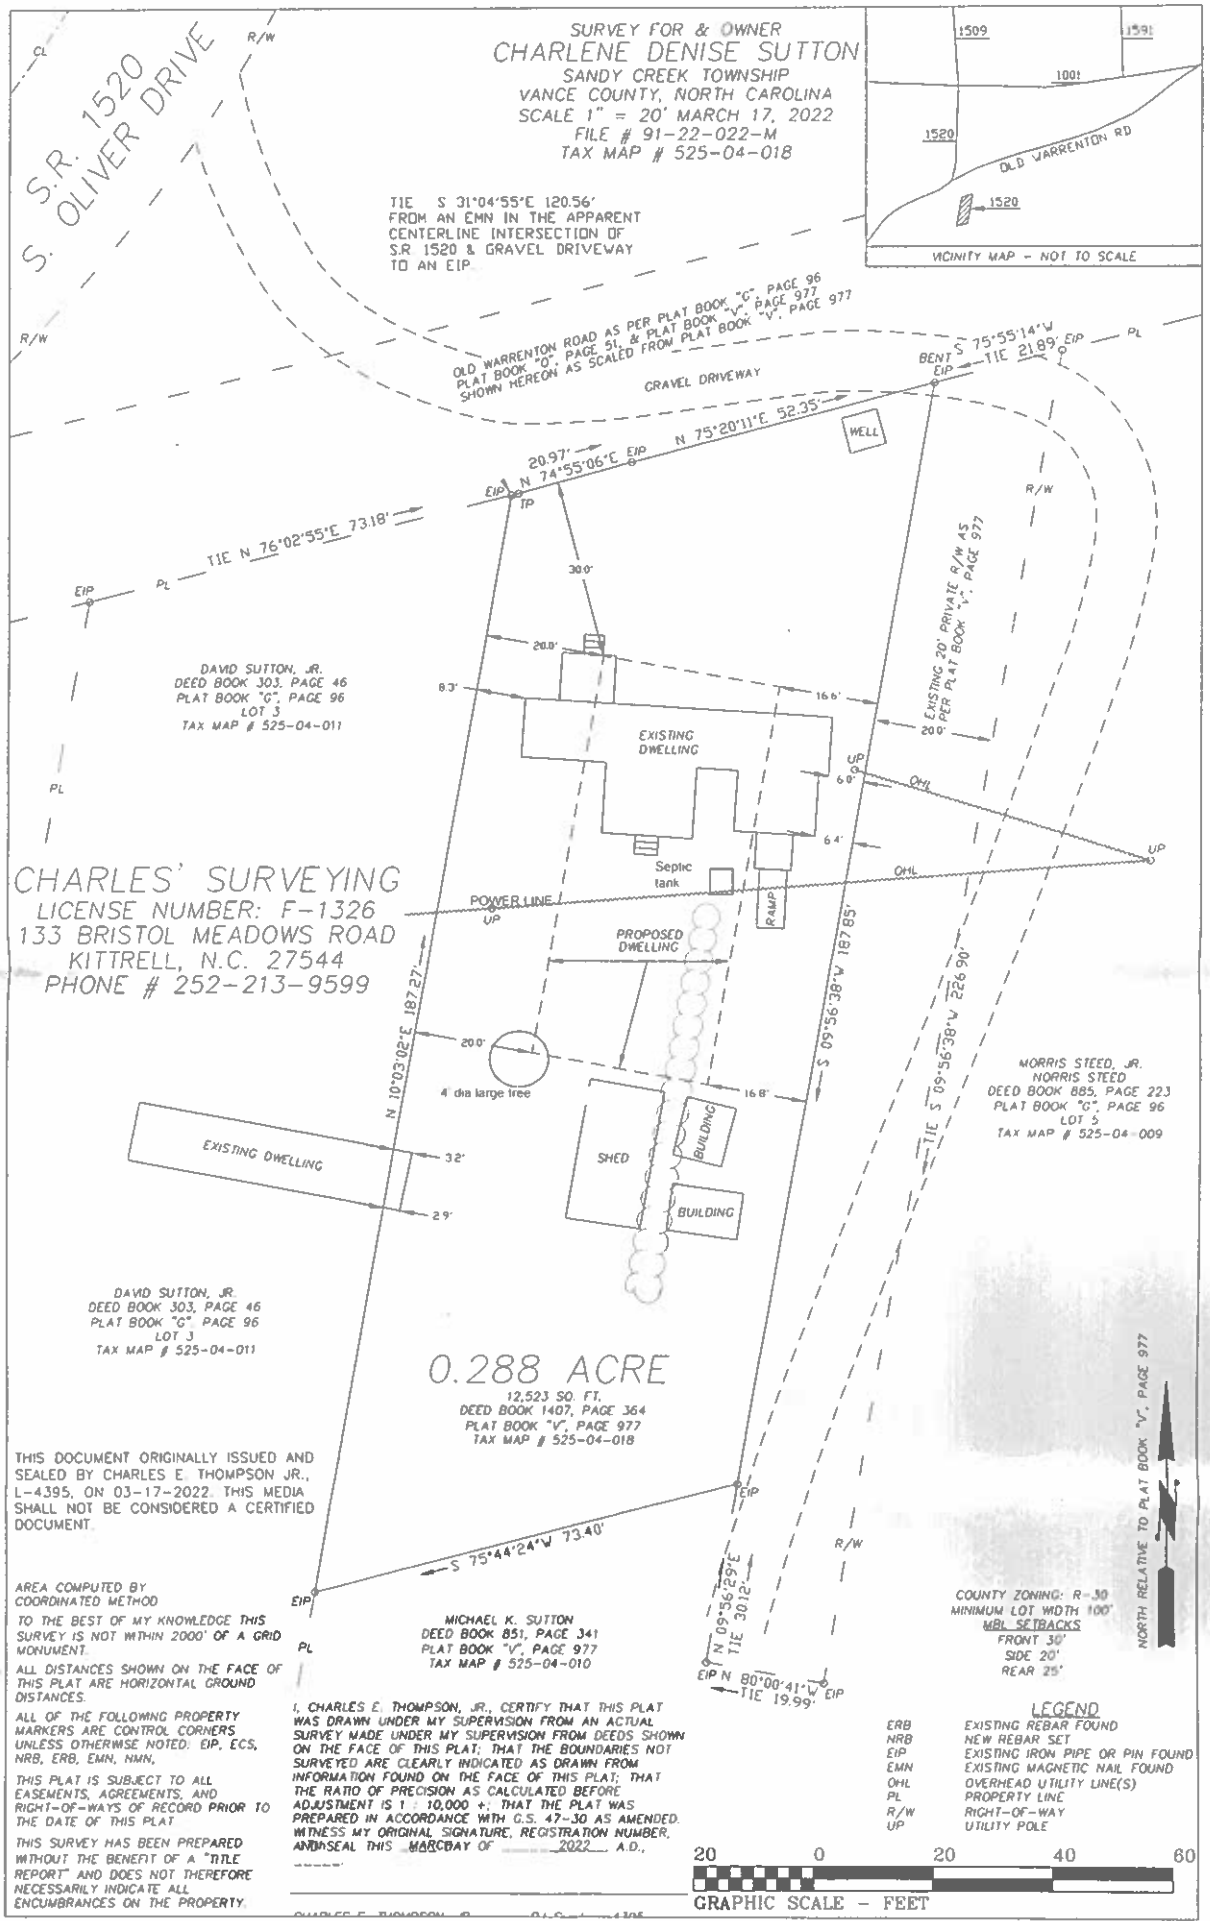 SURVEY FOR & OWNER
CHARLENE DENISE SUTTON
SANDY CREEK TOWNSHIP
VANCE COUNTY, NORTH CAROLINA
SCALE 1" = 20' MARCH 17, 2022
FILE # 91-22-022-M
TAX MAP # 525-04-018
CL
R/W
S.R. 1520
S. OLIVER DRIVE
R/W
1509
1591
1001
1520
OLD WARRENTON RD
1520
VICINITY MAP - NOT TO SCALE
TIE S 31°04'55"E 120.56'
FROM AN EMN IN THE APPARENT
CENTERLINE INTERSECTION OF
S.R. 1520 & GRAVEL DRIVEWAY
TO AN EIP
OLD WARRENTON ROAD AS PER PLAT BOOK "G", PAGE 96
PLAT BOOK "O", PAGE 51, & PLAT BOOK "V", PAGE 977
SHOWN HEREON AS SCALED FROM PLAT BOOK "V", PAGE 977
GRAVEL DRIVEWAY
BENT
EIP
S 75°55'14"W
TIE 21.89'
EIP
PL
WELL
N 75°20'11"E 52.35'
20.97'
N 74°55'06"E
EIP
EIP
IP
TIE N 76°02'55"E 73.18'
PL
EIP
R/W
EXISTING 20' PRIVATE R/W AS
PER PLAT BOOK "V", PAGE 977
30.0'
20.0'
8.3'
16.6'
20.0'
DAVID SUTTON, JR.
DEED BOOK 303, PAGE 46
PLAT BOOK "G", PAGE 96
LOT 3
TAX MAP # 525-04-011
EXISTING
DWELLING
UP
6.0'
OHL
PL
6.4'
UP
OHL
Septic
tank
CHARLES' SURVEYING
LICENSE NUMBER: F-1326
133 BRISTOL MEADOWS ROAD
KITTRELL, N.C. 27544
PHONE # 252-213-9599
POWER LINE
UP
RAMP
PROPOSED
DWELLING
N 10°03'02"E 187.27'
S 09°56'38"W 187.85'
TIE S 09°56'38"W 226.90'
20.0'
4' dia large tree
16.8'
MORRIS STEED, JR.
NORRIS STEED
DEED BOOK 885, PAGE 223
PLAT BOOK "G", PAGE 96
LOT 5
TAX MAP # 525-04-009
EXISTING DWELLING
3.2'
2.9'
SHED
BUILDING
BUILDING
DAVID SUTTON, JR.
DEED BOOK 303, PAGE 46
PLAT BOOK "G", PAGE 96
LOT 3
TAX MAP # 525-04-011
0.288 ACRE
12,523 SQ. FT.
DEED BOOK 1407, PAGE 364
PLAT BOOK "V", PAGE 977
TAX MAP # 525-04-018
NORTH RELATIVE TO PLAT BOOK "V", PAGE 977
THIS DOCUMENT ORIGINALLY ISSUED AND
SEALED BY CHARLES E. THOMPSON JR.,
L-4395, ON 03-17-2022. THIS MEDIA
SHALL NOT BE CONSIDERED A CERTIFIED
DOCUMENT.
EIP
S 75°44'24"W 73.40'
EIP
R/W
PL
N 09°56'29"E
TIE 30.12'
EIP
N 80°00'41"W
TIE 19.99'
EIP
MICHAEL K. SUTTON
DEED BOOK 851, PAGE 341
PLAT BOOK "V", PAGE 977
TAX MAP # 525-04-010
COUNTY ZONING: R-30
MINIMUM LOT WIDTH 100'
MBL SETBACKS
FRONT 30'
SIDE 20'
REAR 25'
AREA COMPUTED BY
COORDINATED METHOD
TO THE BEST OF MY KNOWLEDGE THIS
SURVEY IS NOT WITHIN 2000' OF A GRID
MONUMENT.
ALL DISTANCES SHOWN ON THE FACE OF
THIS PLAT ARE HORIZONTAL GROUND
DISTANCES.
ALL OF THE FOLLOWING PROPERTY
MARKERS ARE CONTROL CORNERS
UNLESS OTHERWISE NOTED: EIP, ECS,
NRB, ERB, EMN, NMN,
THIS PLAT IS SUBJECT TO ALL
EASEMENTS, AGREEMENTS, AND
RIGHT-OF-WAYS OF RECORD PRIOR TO
THE DATE OF THIS PLAT
THIS SURVEY HAS BEEN PREPARED
WITHOUT THE BENEFIT OF A "TITLE
REPORT" AND DOES NOT THEREFORE
NECESSARILY INDICATE ALL
ENCUMBRANCES ON THE PROPERTY.
I, CHARLES E. THOMPSON, JR., CERTIFY THAT THIS PLAT
WAS DRAWN UNDER MY SUPERVISION FROM AN ACTUAL
SURVEY MADE UNDER MY SUPERVISION FROM DEEDS SHOWN
ON THE FACE OF THIS PLAT; THAT THE BOUNDARIES NOT
SURVEYED ARE CLEARLY INDICATED AS DRAWN FROM
INFORMATION FOUND ON THE FACE OF THIS PLAT; THAT
THE RATIO OF PRECISION AS CALCULATED BEFORE
ADJUSTMENT IS 1 : 10,000 +; THAT THE PLAT WAS
PREPARED IN ACCORDANCE WITH G.S. 47-30 AS AMENDED.
WITNESS MY ORIGINAL SIGNATURE, REGISTRATION NUMBER,
SEAL THIS OF 2022 A.D.,
LEGEND
ERB EXISTING REBAR FOUND
NRB NEW REBAR SET
EIP EXISTING IRON PIPE OR PIN FOUND
EMN EXISTING MAGNETIC NAIL FOUND
OHL OVERHEAD UTILITY LINE(S)
PL PROPERTY LINE
R/W RIGHT-OF-WAY
UP UTILITY POLE
20 0 20 40 60
GRAPHIC SCALE - FEET